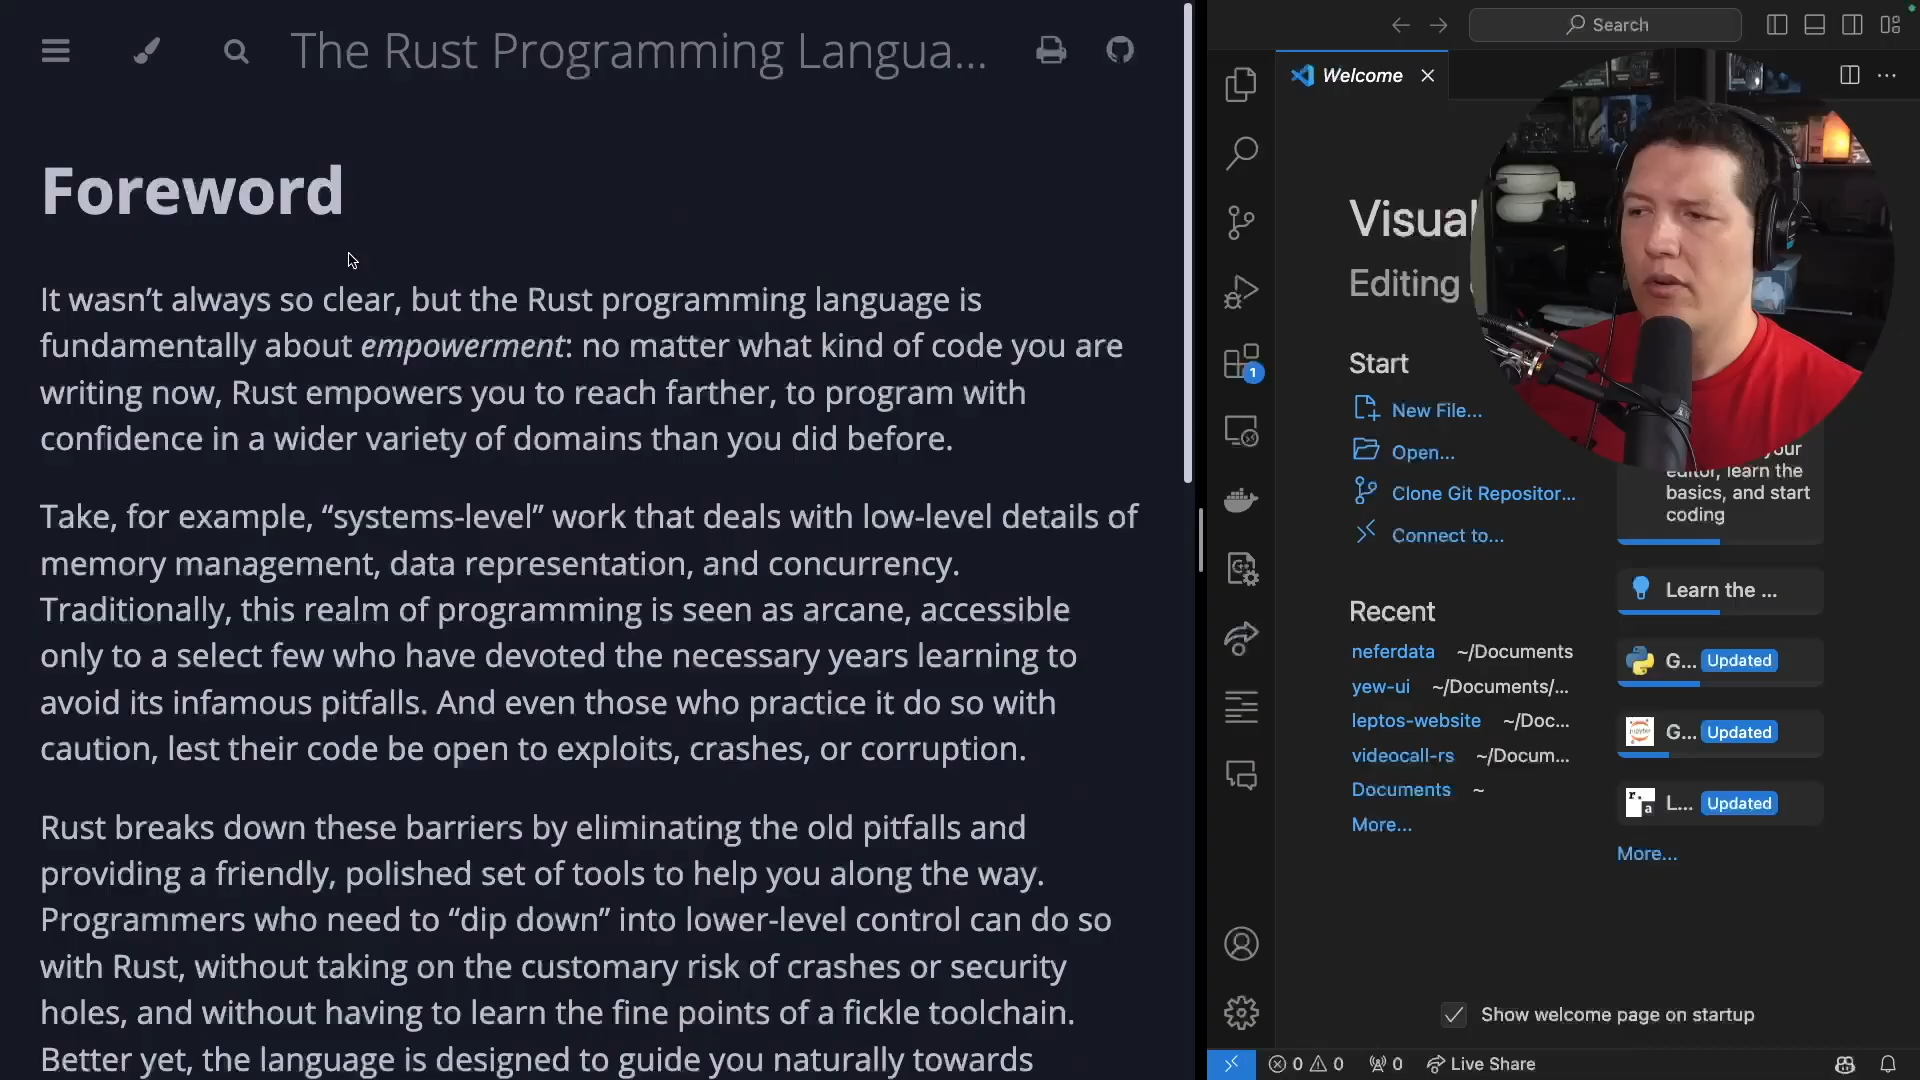 The Rust Programming Langua...
Foreword
It wasn’t always so clear, but the Rust programming language is
fundamentally about empowerment: no matter what kind of code you are
writing now, Rust empowers you to reach farther, to program with
confidence in a wider variety of domains than you did before.
Take, for example, “systems-level” work that deals with low-level details of
memory management, data representation, and concurrency.
Traditionally, this realm of programming is seen as arcane, accessible
only to a select few who have devoted the necessary years learning to
avoid its infamous pitfalls. And even those who practice it do so with
caution, lest their code be open to exploits, crashes, or corruption.
Rust breaks down these barriers by eliminating the old pitfalls and
providing a friendly, polished set of tools to help you along the way.
Programmers who need to “dip down” into lower-level control can do so
with Rust, without taking on the customary risk of crashes or security
holes, and without having to learn the fine points of a fickle toolchain.
Better yet, the language is designed to guide you naturally towards
Search
Welcome
Visual
Editing
Start
New File...
Open...
Clone Git Repositor...
Connect to...
Recent
neferdata ~/Documents
yew-ui ~/Documents/...
leptos-website ~/Doc...
videocall-rs ~/Docum...
Documents ~
More...
your
editor, learn the
basics, and start
coding
Learn the ...
G... Updated
G... Updated
L... Updated
More...
1
Show welcome page on startup
0 0 0 Live Share